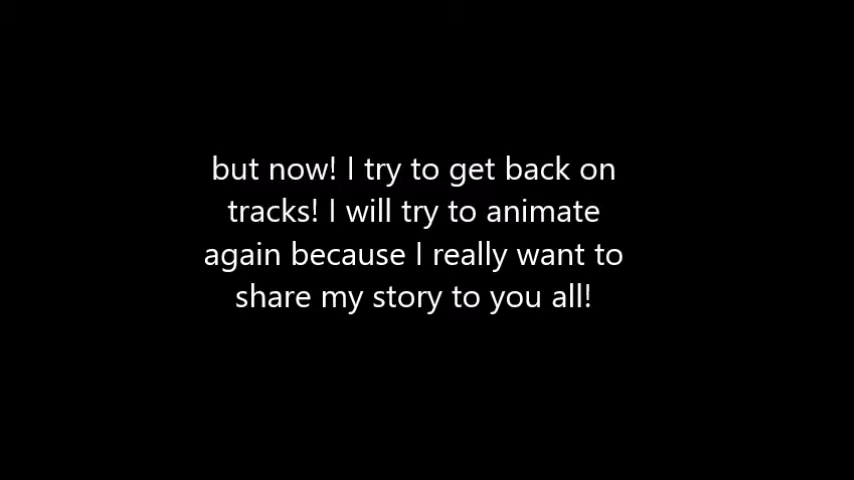 but now! I try to get back on
tracks! I will try to animate
again because I really want to
share my story to you all!